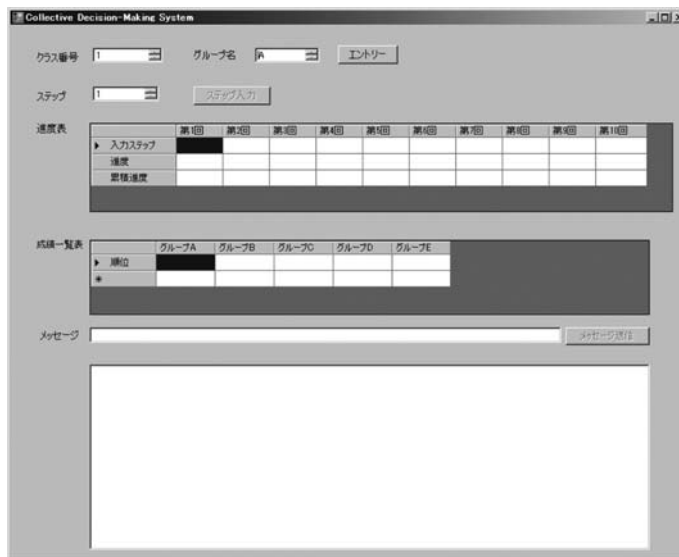 Collective Decision-Making System
クラス番号 1 グループ名 A エントリー
ステップ 1 ステップ入力
進度表
第1回 第2回 第3回 第4回 第5回 第6回 第7回 第8回 第9回 第10回
入力ステップ
進度
累積進度
成績一覧表
グループA グループB グループC グループD グループE
順位
メッセージ メッセージ送信